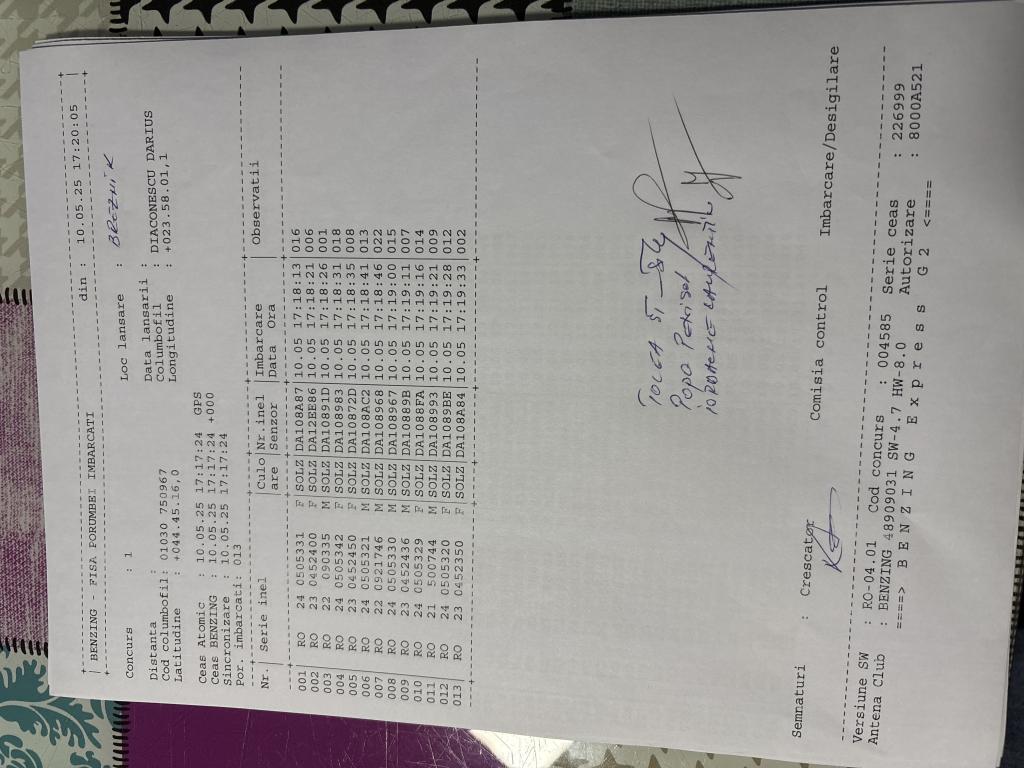 BENZING - FISA PORUMBEI IMBARCATI din : 10.05.25 17:20:05
Concurs : 1 Loc lansare : BREZNIK
Distanta : Data lansarii :
Cod columbofil: 01030 750967 Columbofil : DIACONESCU DARIUS
Latitudine : +044.45.16,0 Longitudine : +023.58.01,1
Ceas Atomic : 10.05.25 17:17:24 GPS
Ceas BENZING : 10.05.25 17:17:24 +000
Sincronizare : 10.05.25 17:17:24
Por. imbarcati: 013
Nr.| Serie inel |Culo|Nr.inel |Imbarcare |Observatii
are |Senzor |Data Ora
001| RO 24 0505331 F|SOLZ|DA108A87|10.05 17:18:13|016
002| RO 23 0452400 F|SOLZ|DA12EE86|10.05 17:18:21|006
003| RO 22 090335 M|SOLZ|DA10891D|10.05 17:18:26|001
004| RO 24 0505342 F|SOLZ|DA108983|10.05 17:18:31|018
005| RO 23 0452450 F|SOLZ|DA10872D|10.05 17:18:35|008
006| RO 24 0505321 M|SOLZ|DA108AC2|10.05 17:18:41|013
007| RO 22 0921746 M|SOLZ|DA108968|10.05 17:18:46|022
008| RO 24 0505330 M|SOLZ|DA1089C7|10.05 17:19:00|015
009| RO 23 0452436 M|SOLZ|DA10889B|10.05 17:19:11|007
010| RO 24 0505329 F|SOLZ|DA1088FA|10.05 17:19:16|014
011| RO 21 500744 M|SOLZ|DA108993|10.05 17:19:21|009
012| RO 24 0505320 F|SOLZ|DA1089BE|10.05 17:19:28|012
013| RO 23 0452350 F|SOLZ|DA108A84|10.05 17:19:33|002
Popa
Semnaturi : Crescator Comisia control Imbarcare/Desigilare
Versiune SW : RO-04.01 Cod concurs : 004585 Serie ceas : 226999
Antena Club : BENZING 48909031 SW-4.7 HW-8.0 Autorizare : 8000A521
====> B E N Z I N G E x p r e s s G 2 <====